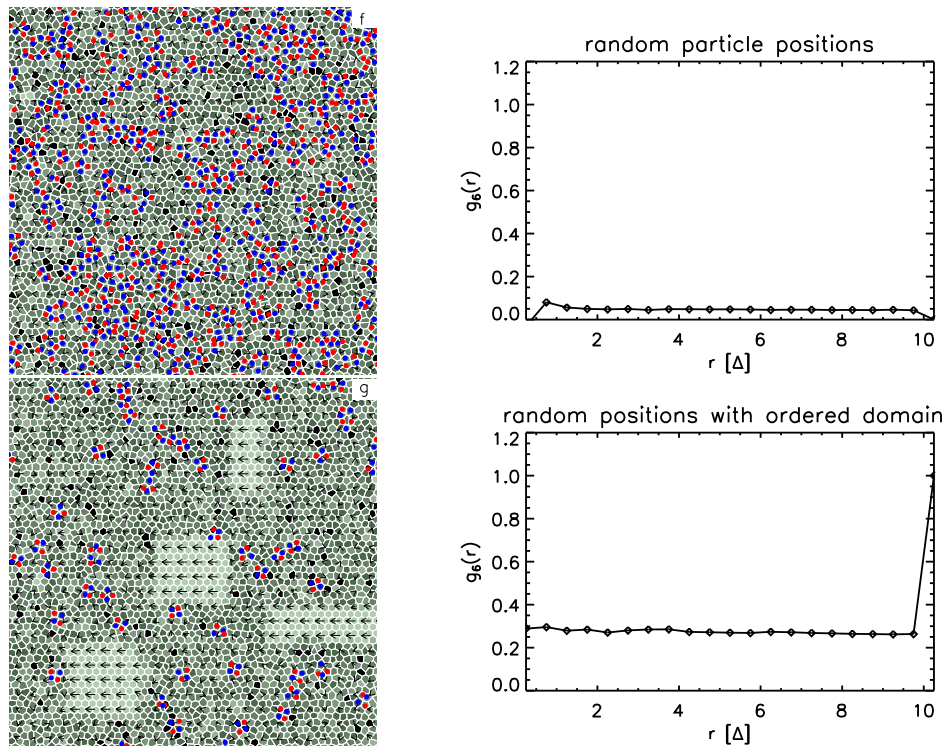 f
random particle positions
1.2
1.0
0.8
0.6
0.4
0.2
0.0
g₆(r)
2 4 6 8 10
r [Δ]
g
random positions with ordered domain
1.2
1.0
0.8
0.6
0.4
0.2
0.0
g₆(r)
2 4 6 8 10
r [Δ]